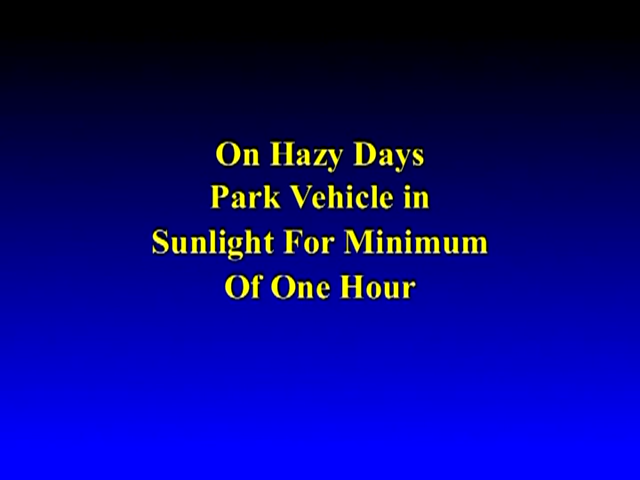 On Hazy Days
Park Vehicle in
Sunlight For Minimum
Of One Hour